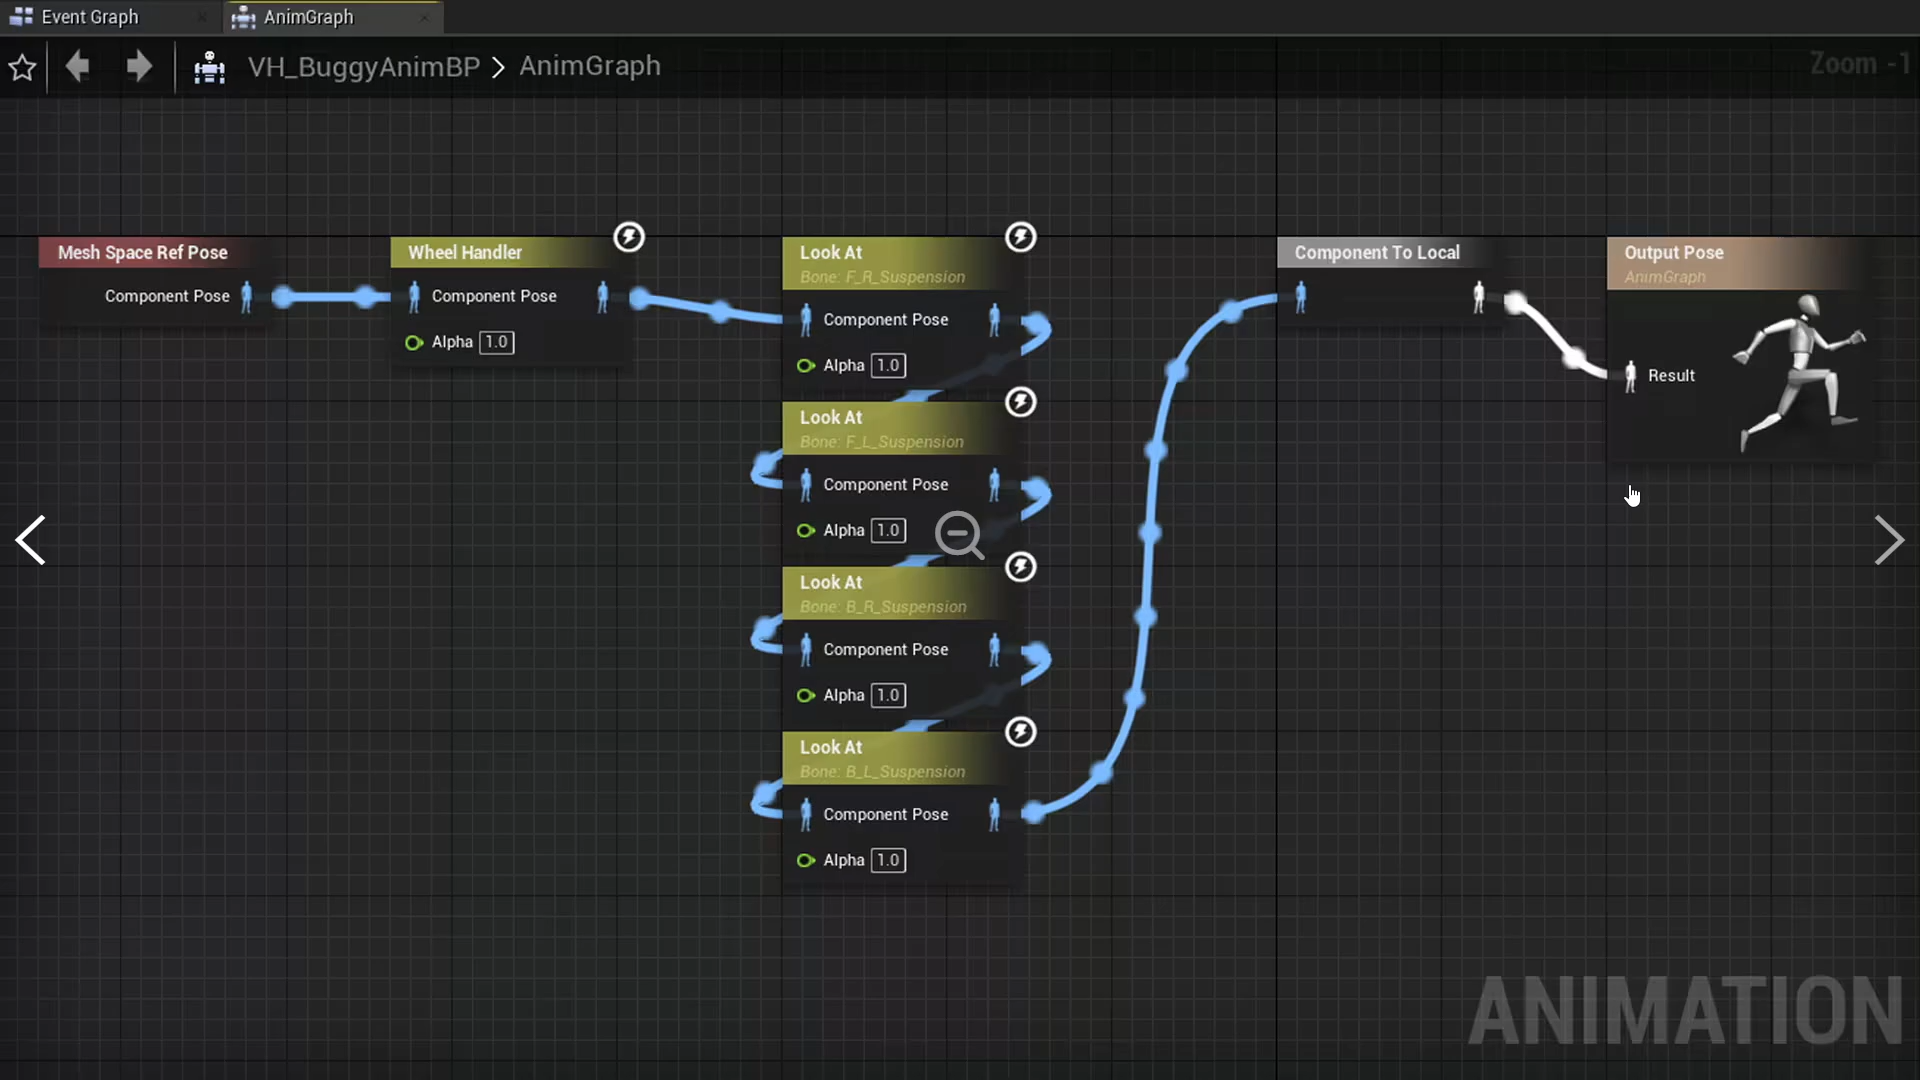 Event Graph
AnimGraph
VH_BuggyAnimBP > AnimGraph
Zoom -1
Mesh Space Ref Pose
Component Pose
Wheel Handler
Component Pose
Alpha 1.0
Look At
Bone: F_R_Suspension
Component Pose
Alpha 1.0
Look At
Bone: F_L_Suspension
Component Pose
Alpha 1.0
Look At
Bone: B_R_Suspension
Component Pose
Alpha 1.0
Look At
Bone: B_L_Suspension
Component Pose
Alpha 1.0
Component To Local
Output Pose
AnimGraph
Result
ANIMATION